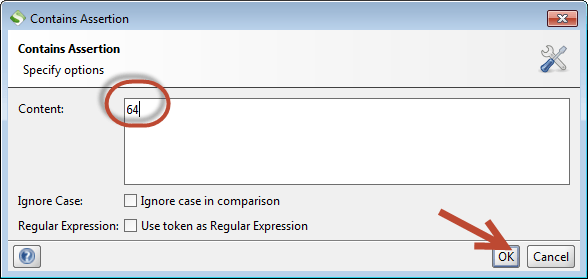 Contains Assertion
Contains Assertion
Specify options
Content: 64
Ignore Case: Ignore case in comparison
Regular Expression: Use token as Regular Expression
? OK Cancel